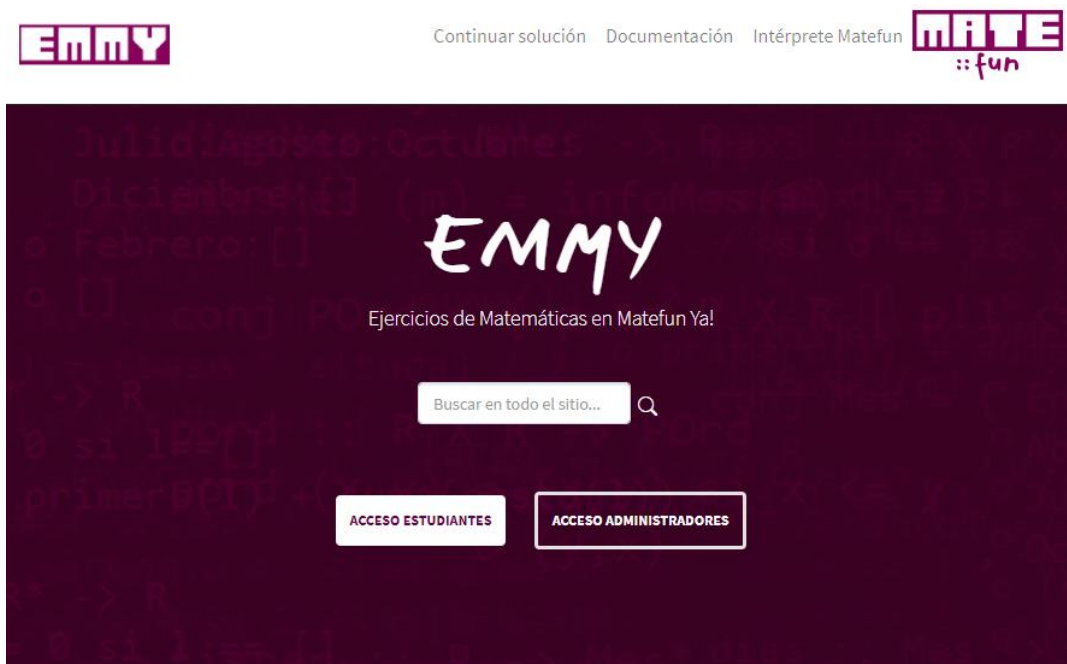 EMMY
Continuar solución Documentación Intérprete Matefun
MATE
::fun
EMMY
Ejercicios de Matemáticas en Matefun Ya!
Buscar en todo el sitio...
ACCESO ESTUDIANTES ACCESO ADMINISTRADORES